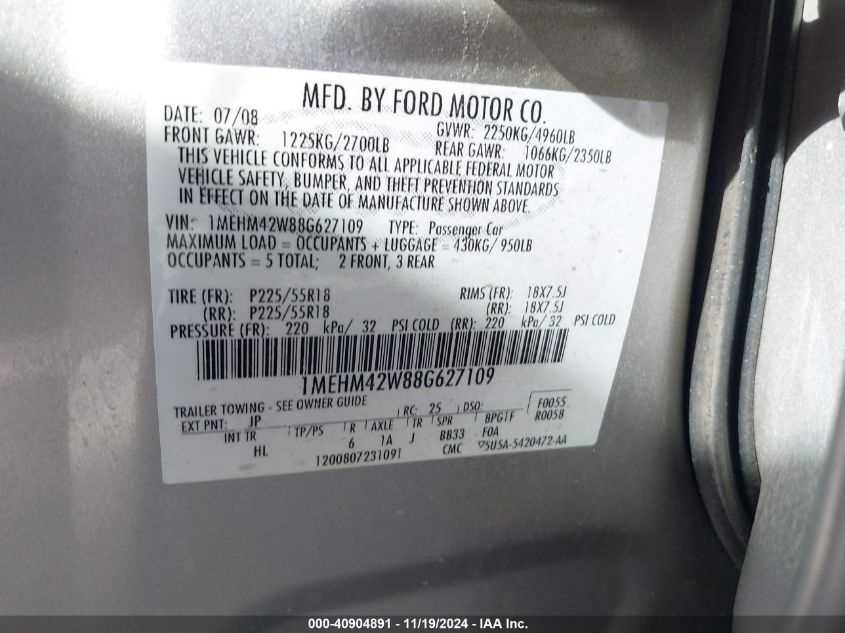 MFD. BY FORD MOTOR CO.
DATE: 07/08 GVWR: 2250KG/4960LB
FRONT GAWR: 1225KG/2700LB REAR GAWR: 1066KG/2350LB
THIS VEHICLE CONFORMS TO ALL APPLICABLE FEDERAL MOTOR
VEHICLE SAFETY, BUMPER, AND THEFT PREVENTION STANDARDS
IN EFFECT ON THE DATE OF MANUFACTURE SHOWN ABOVE.
VIN: 1MEHM42W88G627109 TYPE: Passenger Car
MAXIMUM LOAD = OCCUPANTS + LUGGAGE = 430KG/ 950LB
OCCUPANTS = 5 TOTAL; 2 FRONT, 3 REAR
TIRE (FR): P225/55R18 RIMS (FR): 18X7.5J
(RR): P225/55R18 (RR): 18X7.5J
PRESSURE (FR): 220 kPa/ 32 PSI COLD (RR): 220 kPa/ 32 PSI COLD
1MEHM42W88G627109
TRAILER TOWING - SEE OWNER GUIDE
EXT PNT: JP RC: 25 DSO: F0055
INT TR TP/PS R AXLE TR SPR 8PG1F R0058
HL 6 1A J BB33 F0A
1200807231091 CMC 5U5A-5420472-AA
000-40904891 - 11/19/2024 - IAA Inc.